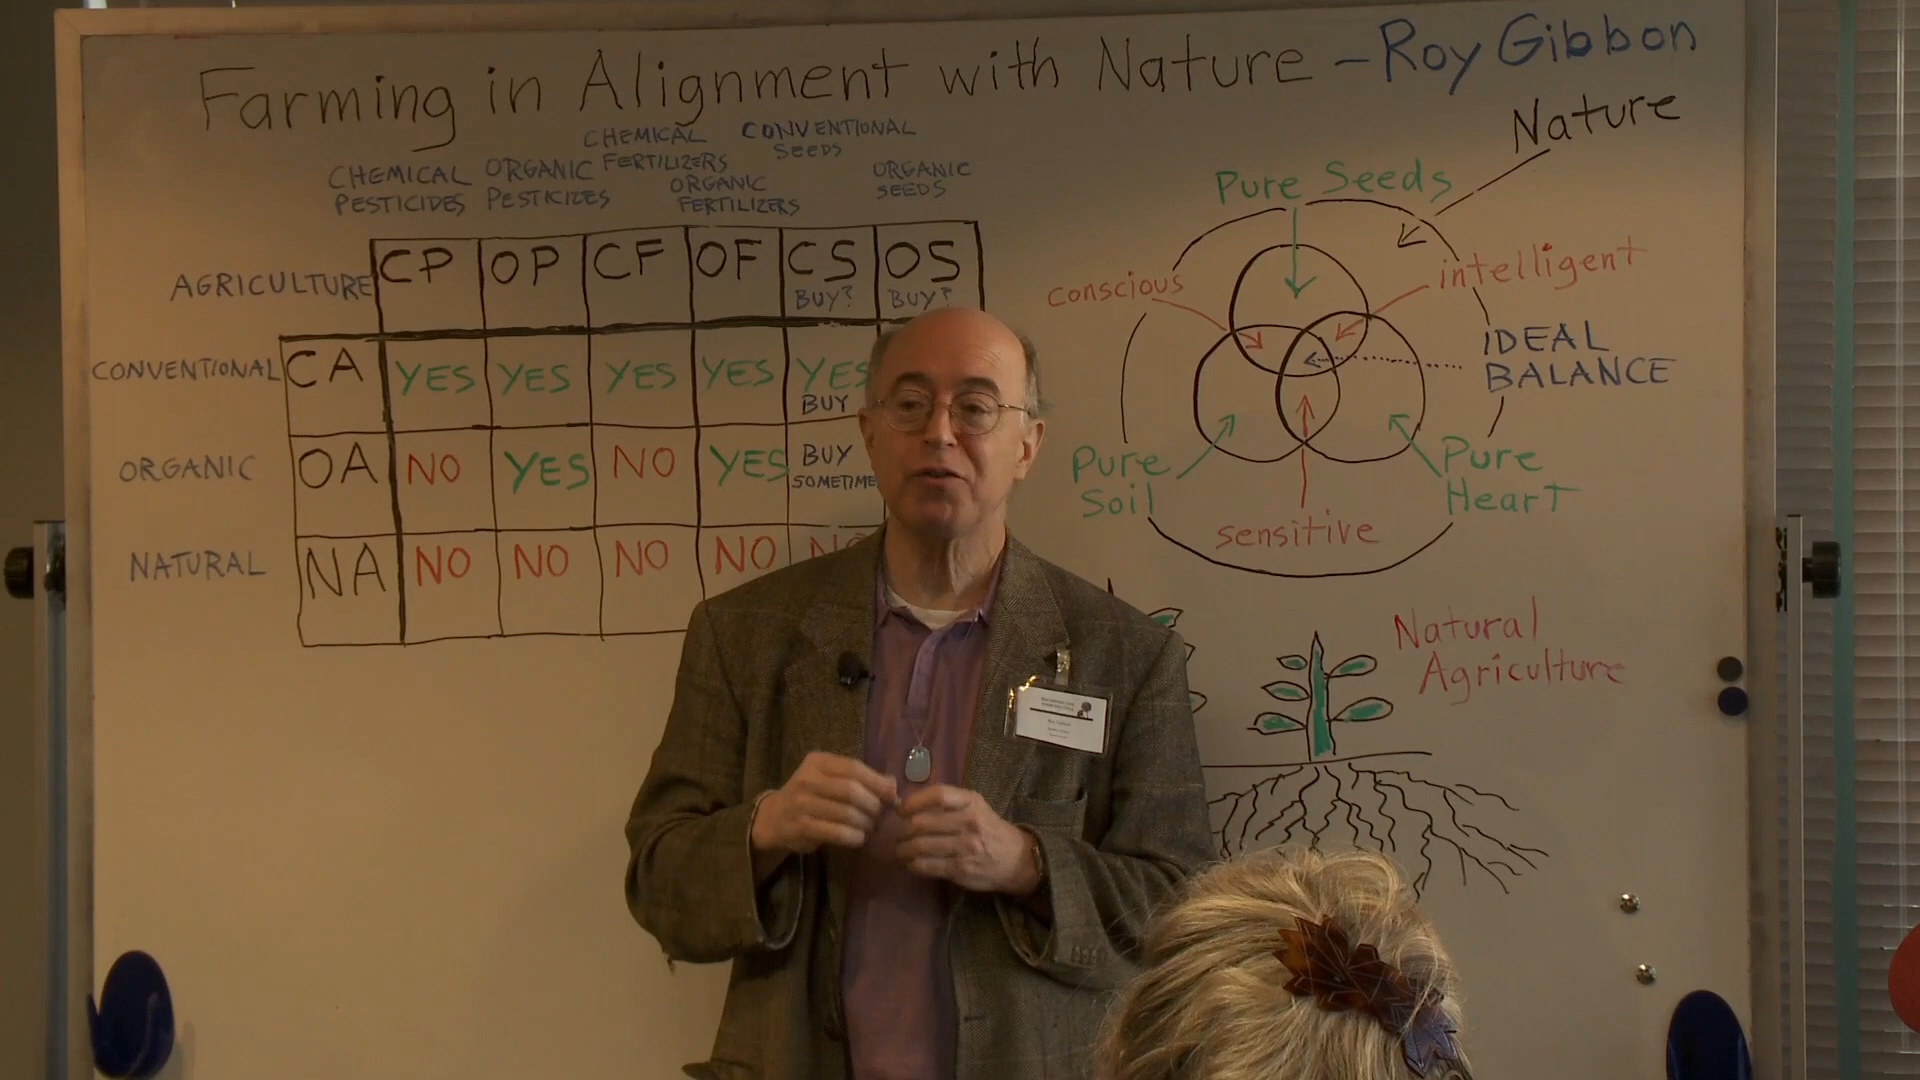 Farming in Alignment with Nature - Roy Gibbon
CHEMICAL PESTICIDES
ORGANIC PESTICIDES
CHEMICAL FERTILIZERS
ORGANIC FERTILIZERS
CONVENTIONAL SEEDS
ORGANIC SEEDS
AGRICULTURE CP OP CF OF CS OS
BUY? BUY?
CONVENTIONAL CA YES YES YES YES YES
BUY
ORGANIC OA NO YES NO YES BUY
SOMETIME
NATURAL NA NO NO NO NO NO
Nature
Pure Seeds
conscious
intelligent
IDEAL
BALANCE
Pure
Soil
Pure
Heart
sensitive
Natural
Agriculture